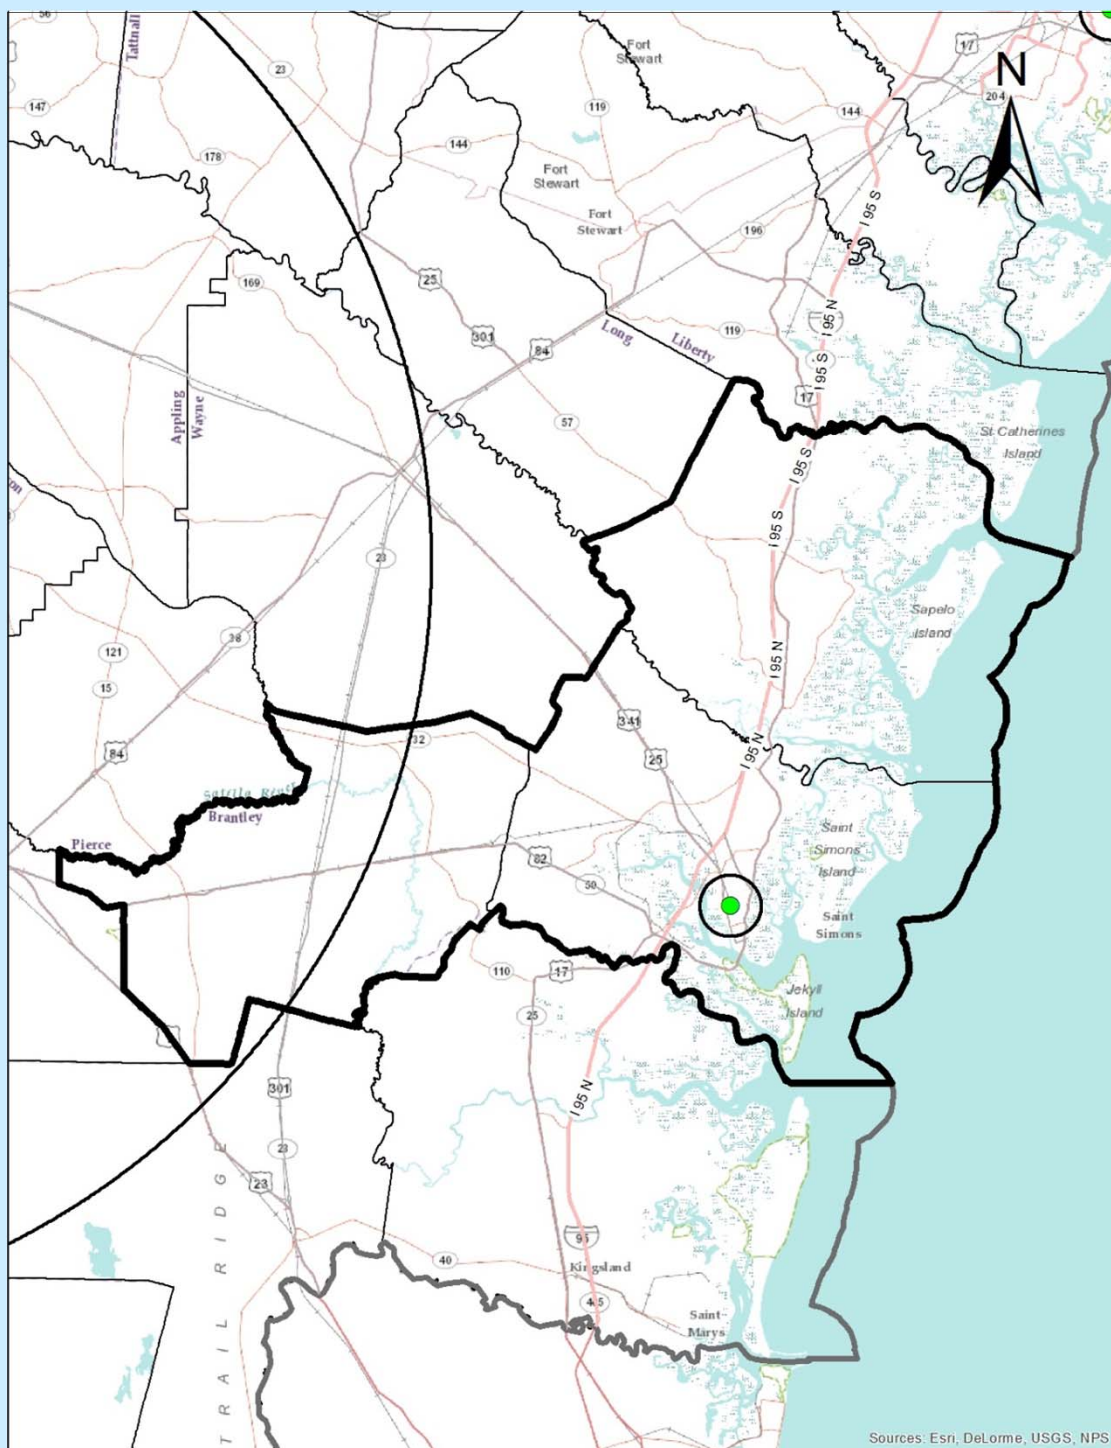 56
Tattnall
Fort
Stewart
17
N
23
204
147
119
144
144
178
Fort
Stewart
Fort
Stewart
196
I 95 S
25
169
I 95 N
301
119
Long
Liberty
84
I 95 S
17
Appling
Wayne
57
St Catherines
Island
I 95 S
I 95 S
23
Sapelo
Island
38
121
15
I 95 N
341
32
25
I 95 N
84
Satilla River
Brantley
Pierce
Saint
Simons
Island
82
50
Saint
Simons
110
17
Jekyll
Island
25
I 95 N
301
23
23
TRAIL RIDGE
95
40
Kingsland
Saint
Marys
Sources: Esri, DeLorme, USGS, NPS